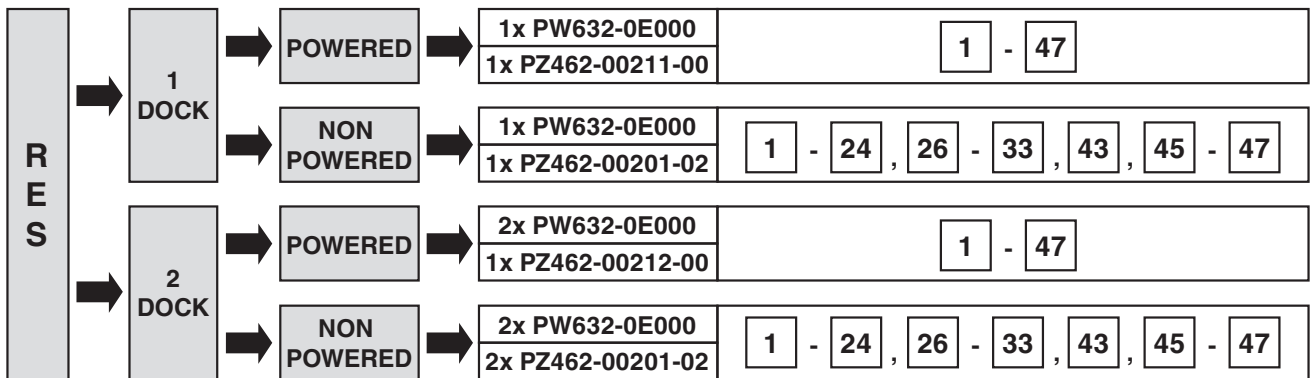 RES
1
DOCK
POWERED
1x PW632-0E000
1x PZ462-00211-00
1 - 47
NON
POWERED
1x PW632-0E000
1x PZ462-00201-02
1 - 24 , 26 - 33 , 43 , 45 - 47
2
DOCK
POWERED
2x PW632-0E000
1x PZ462-00212-00
1 - 47
NON
POWERED
2x PW632-0E000
2x PZ462-00201-02
1 - 24 , 26 - 33 , 43 , 45 - 47